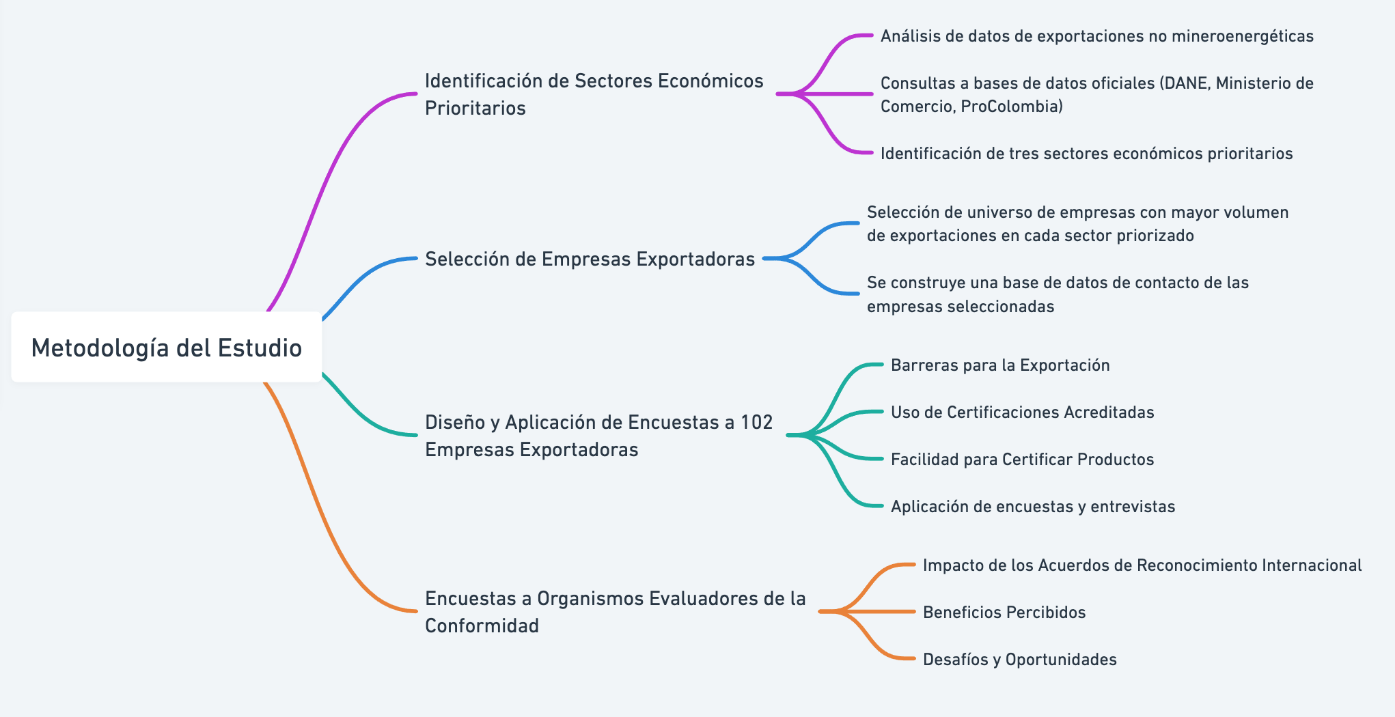 Metodología del Estudio
Identificación de Sectores Económicos
Prioritarios
Análisis de datos de exportaciones no mineroenergéticas
Consultas a bases de datos oficiales (DANE, Ministerio de
Comercio, ProColombia)
Identificación de tres sectores económicos prioritarios
Selección de Empresas Exportadoras
Selección de universo de empresas con mayor volumen
de exportaciones en cada sector priorizado
Se construye una base de datos de contacto de las
empresas seleccionadas
Diseño y Aplicación de Encuestas a 102
Empresas Exportadoras
Barreras para la Exportación
Uso de Certificaciones Acreditadas
Facilidad para Certificar Productos
Aplicación de encuestas y entrevistas
Encuestas a Organismos Evaluadores de la
Conformidad
Impacto de los Acuerdos de Reconocimiento Internacional
Beneficios Percibidos
Desafíos y Oportunidades